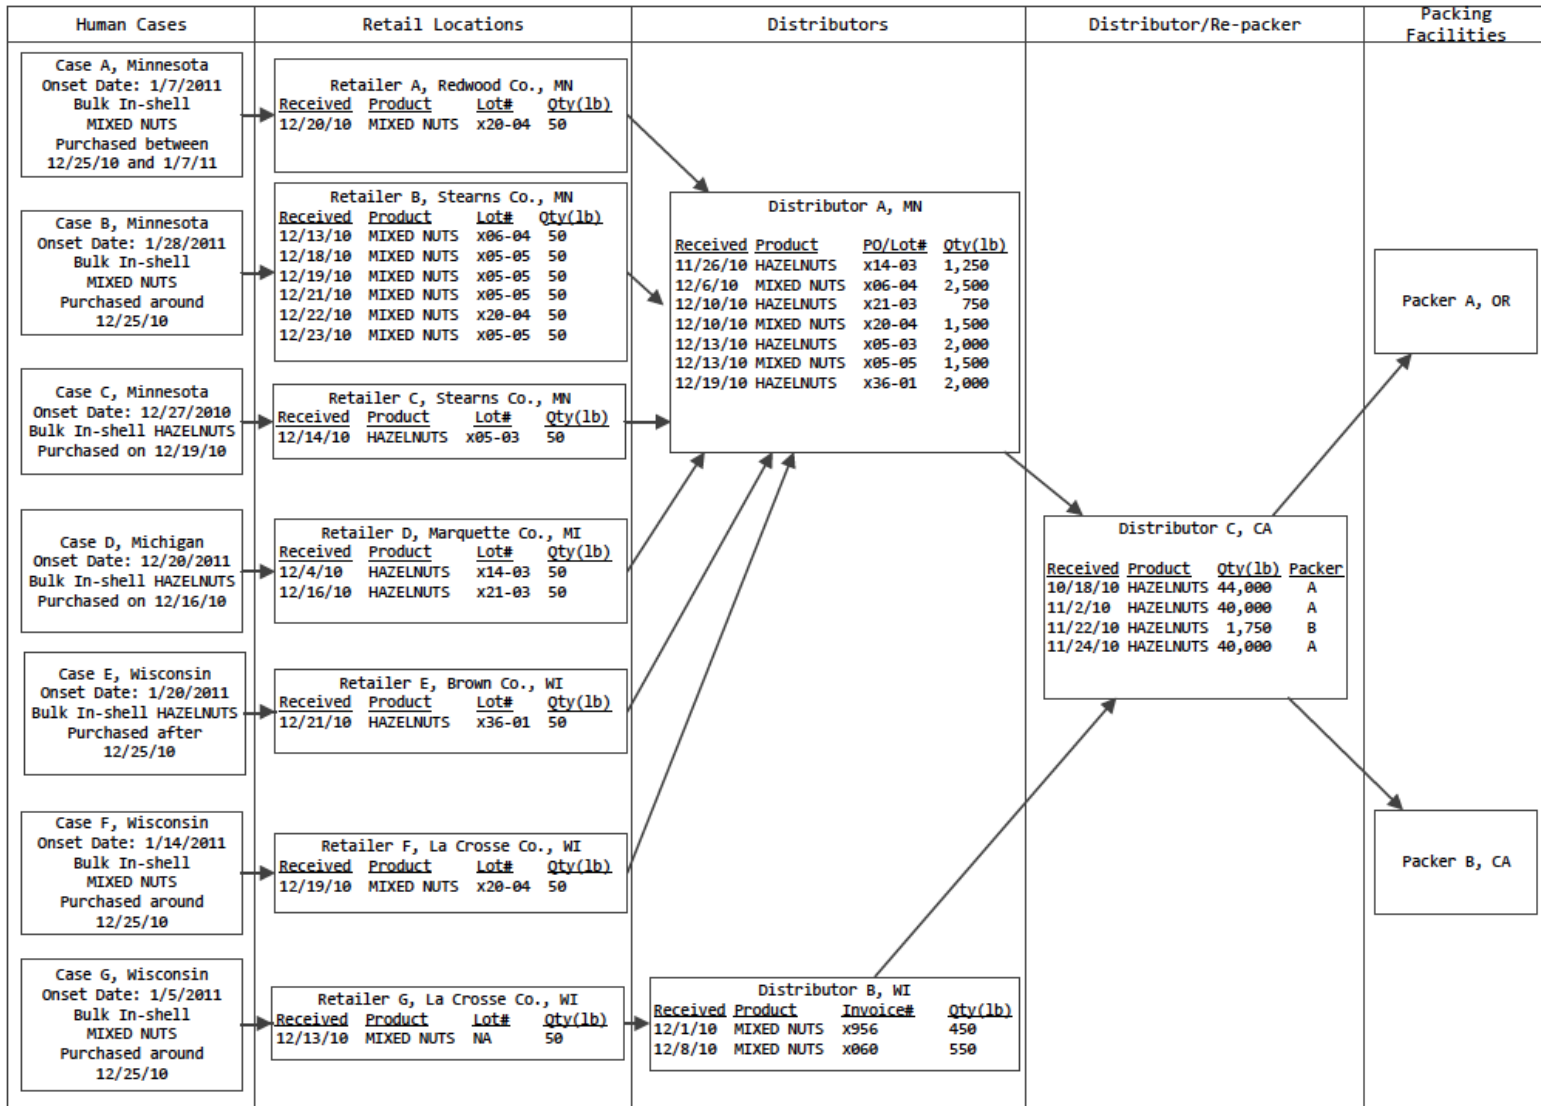 Human Cases
Retail Locations
Distributors
Distributor/Re-packer
Packing
Facilities
Case A, Minnesota
Onset Date: 1/7/2011
Bulk In-shell
MIXED NUTS
Purchased between
12/25/10 and 1/7/11
Case B, Minnesota
Onset Date: 1/28/2011
Bulk In-shell
MIXED NUTS
Purchased around
12/25/10
Case C, Minnesota
Onset Date: 12/27/2010
Bulk In-shell HAZELNUTS
Purchased on 12/19/10
Case D, Michigan
Onset Date: 12/20/2011
Bulk In-shell HAZELNUTS
Purchased on 12/16/10
Case E, Wisconsin
Onset Date: 1/20/2011
Bulk In-shell HAZELNUTS
Purchased after
12/25/10
Case F, Wisconsin
Onset Date: 1/14/2011
Bulk In-shell
MIXED NUTS
Purchased around
12/25/10
Case G, Wisconsin
Onset Date: 1/5/2011
Bulk In-shell
MIXED NUTS
Purchased around
12/25/10
Retailer A, Redwood Co., MN
Received Product Lot# Qty(lb)
12/20/10 MIXED NUTS x20-04 50
Retailer B, Stearns Co., MN
Received Product Lot# Qty(lb)
12/13/10 MIXED NUTS x06-04 50
12/18/10 MIXED NUTS x05-05 50
12/19/10 MIXED NUTS x05-05 50
12/21/10 MIXED NUTS x05-05 50
12/22/10 MIXED NUTS x20-04 50
12/23/10 MIXED NUTS x05-05 50
Retailer C, Stearns Co., MN
Received Product Lot# Qty(lb)
12/14/10 HAZELNUTS x05-03 50
Retailer D, Marquette Co., MI
Received Product Lot# Qty(lb)
12/4/10 HAZELNUTS x14-03 50
12/16/10 HAZELNUTS x21-03 50
Retailer E, Brown Co., WI
Received Product Lot# Qty(lb)
12/21/10 HAZELNUTS x36-01 50
Retailer F, La Crosse Co., WI
Received Product Lot# Qty(lb)
12/19/10 MIXED NUTS x20-04 50
Retailer G, La Crosse Co., WI
Received Product Lot# Qty(lb)
12/13/10 MIXED NUTS NA 50
Distributor A, MN
Received Product PO/Lot# Qty(lb)
11/26/10 HAZELNUTS x14-03 1,250
12/6/10 MIXED NUTS x06-04 2,500
12/10/10 HAZELNUTS x21-03 750
12/10/10 MIXED NUTS x20-04 1,500
12/13/10 HAZELNUTS x05-03 2,000
12/13/10 MIXED NUTS x05-05 1,500
12/19/10 HAZELNUTS x36-01 2,000
Distributor B, WI
Received Product Invoice# Qty(lb)
12/1/10 MIXED NUTS x956 450
12/8/10 MIXED NUTS x060 550
Distributor C, CA
Received Product Qty(lb) Packer
10/18/10 HAZELNUTS 44,000 A
11/2/10 HAZELNUTS 40,000 A
11/22/10 HAZELNUTS 1,750 B
11/24/10 HAZELNUTS 40,000 A
Packer A, OR
Packer B, CA